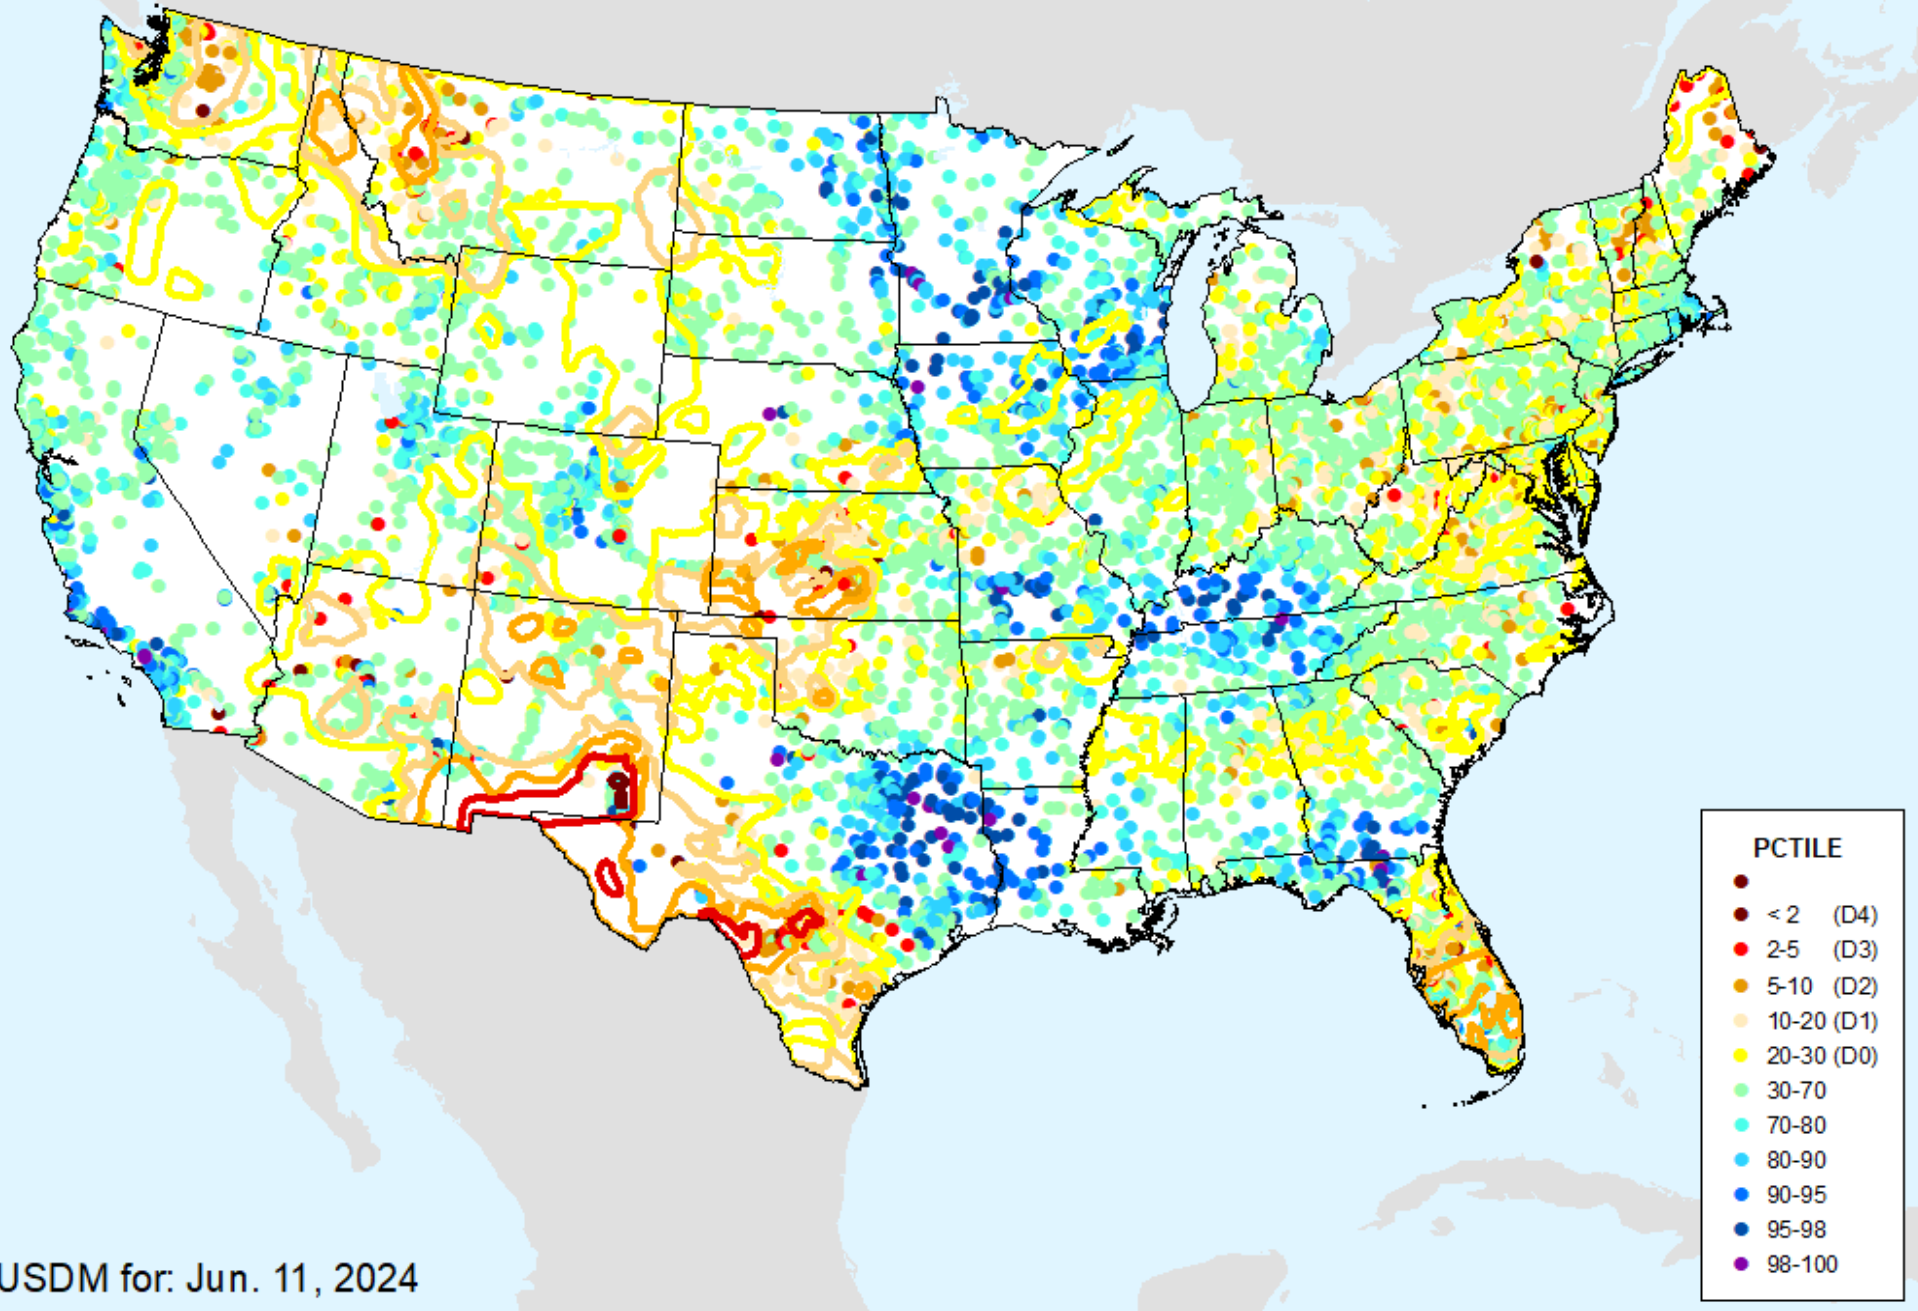 PCTILE
< 2 (D4)
2-5 (D3)
5-10 (D2)
10-20 (D1)
20-30 (D0)
30-70
70-80
80-90
90-95
95-98
98-100
USDM for: Jun. 11, 2024